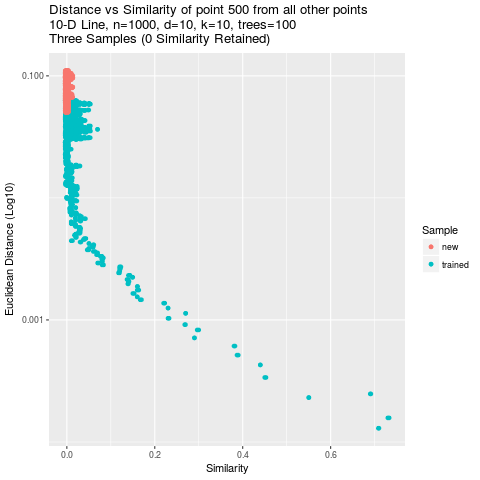 Distance vs Similarity of point 500 from all other points
10-D Line, n=1000, d=10, k=10, trees=100
Three Samples (0 Similarity Retained)
0.100
0.001
Euclidean Distance (Log10)
0.0 0.2 0.4 0.6
Similarity
Sample
new
trained